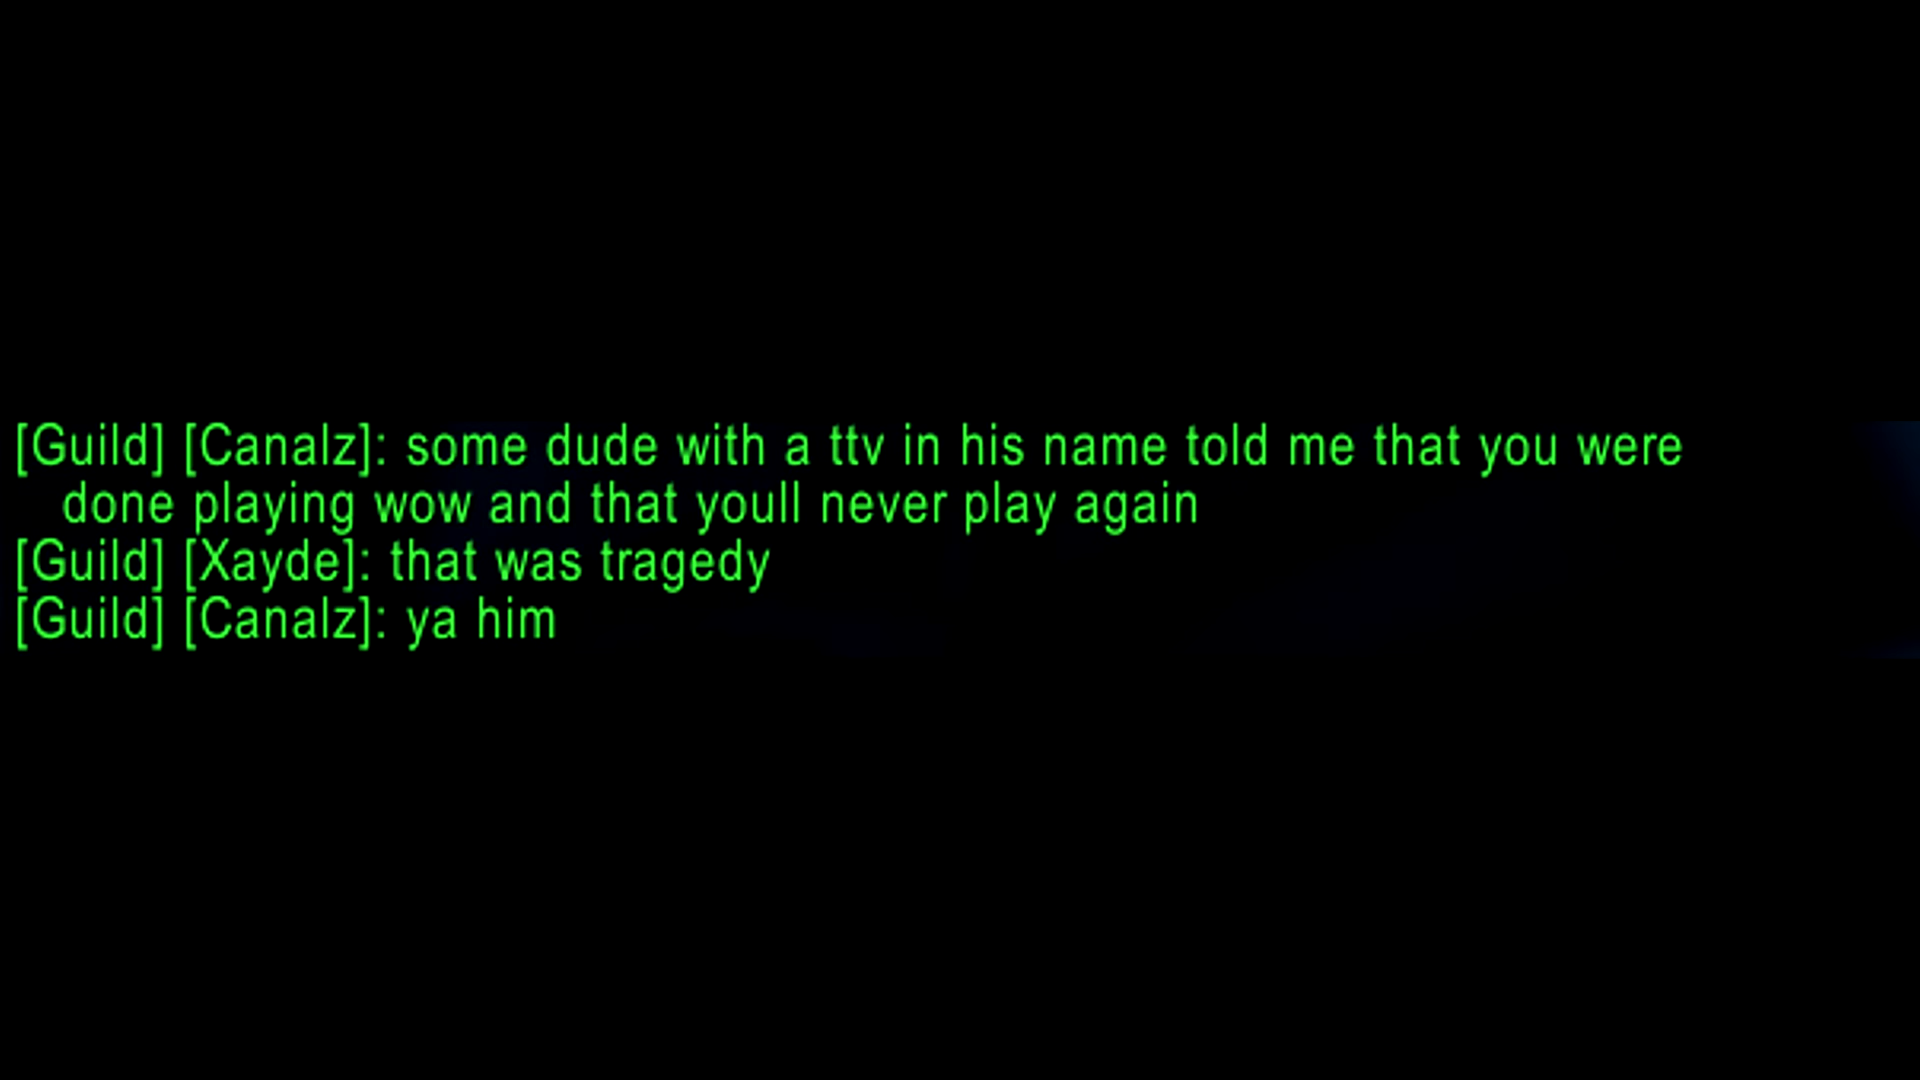 [Guild] [Canalz]: some dude with a ttv in his name told me that you were
done playing wow and that youll never play again
[Guild] [Xayde]: that was tragedy
[Guild] [Canalz]: ya him